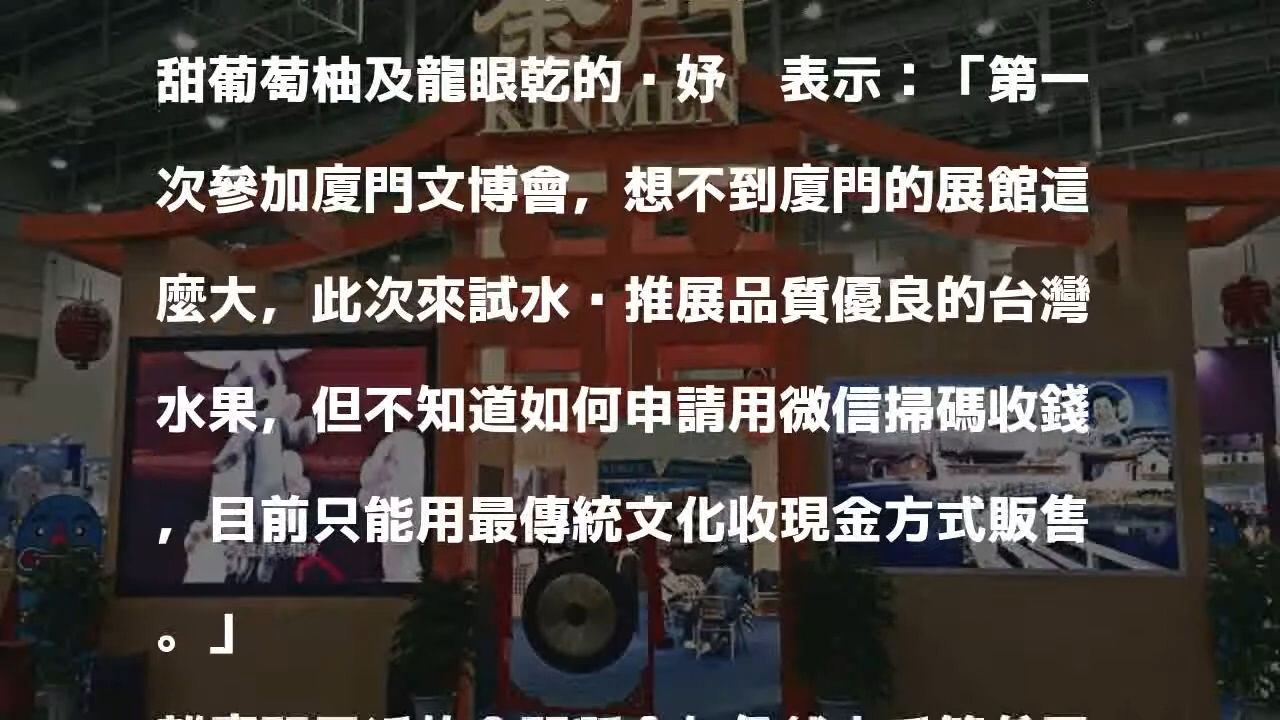 金門
KINMEN
甜葡萄柚及龍眼乾的·妤 表示：「第一
次參加廈門文博會，想不到廈門的展館這
麼大，此次來試水·推展品質優良的台灣
水果，但不知道如何申請用微信掃碼收錢
，目前只能用最傳統文化收現金方式販售
。」